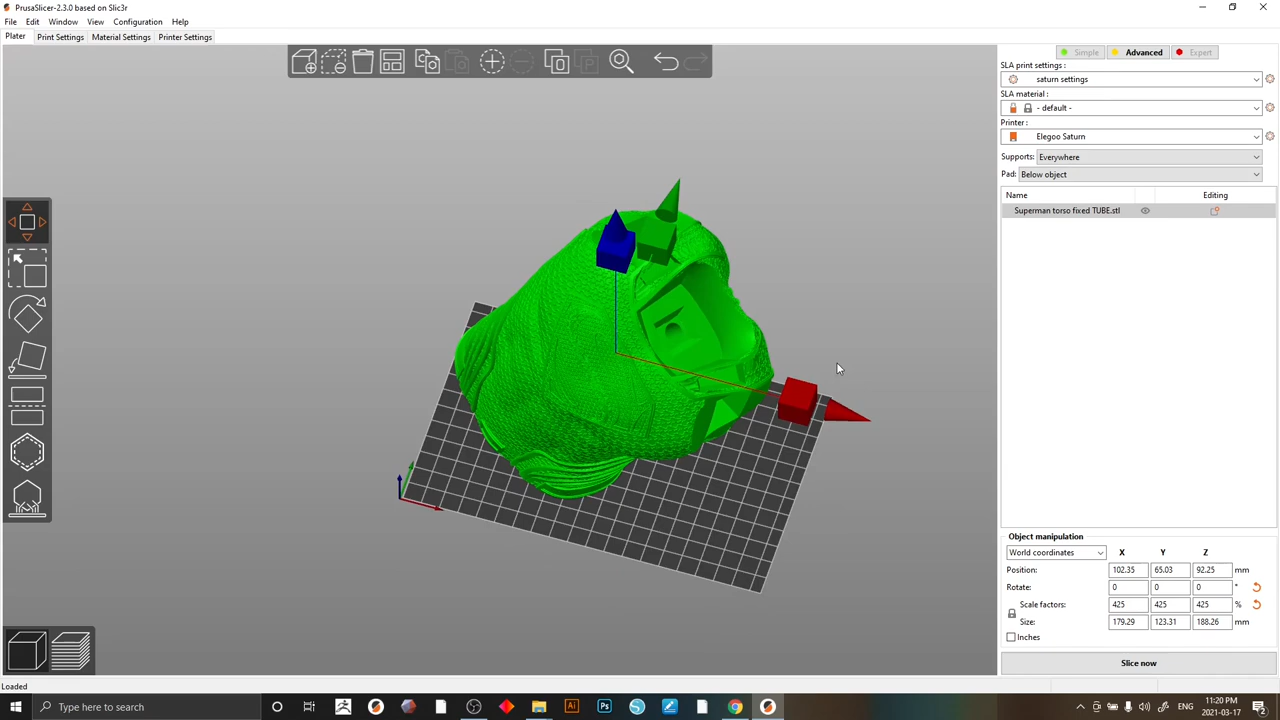 PrusaSlicer-2.3.0 based on Slic3r
File Edit Window View Configuration Help
Plater Print Settings Material Settings Printer Settings
Simple Advanced Expert
SLA print settings :
saturn settings
SLA material :
- default -
Printer :
Elegoo Saturn
Supports: Everywhere
Pad: Below object
Name Editing
Superman torso fixed TUBE.stl
Object manipulation
World coordinates X Y Z
Position: 102.35 65.03 92.25 mm
Rotate: 0 0 0 °
Scale factors: 425 425 425 %
Size: 179.29 123.31 188.26 mm
Inches
Slice now
Loaded
Type here to search
Ai
Ps
11:20 PM
2021-03-17
2